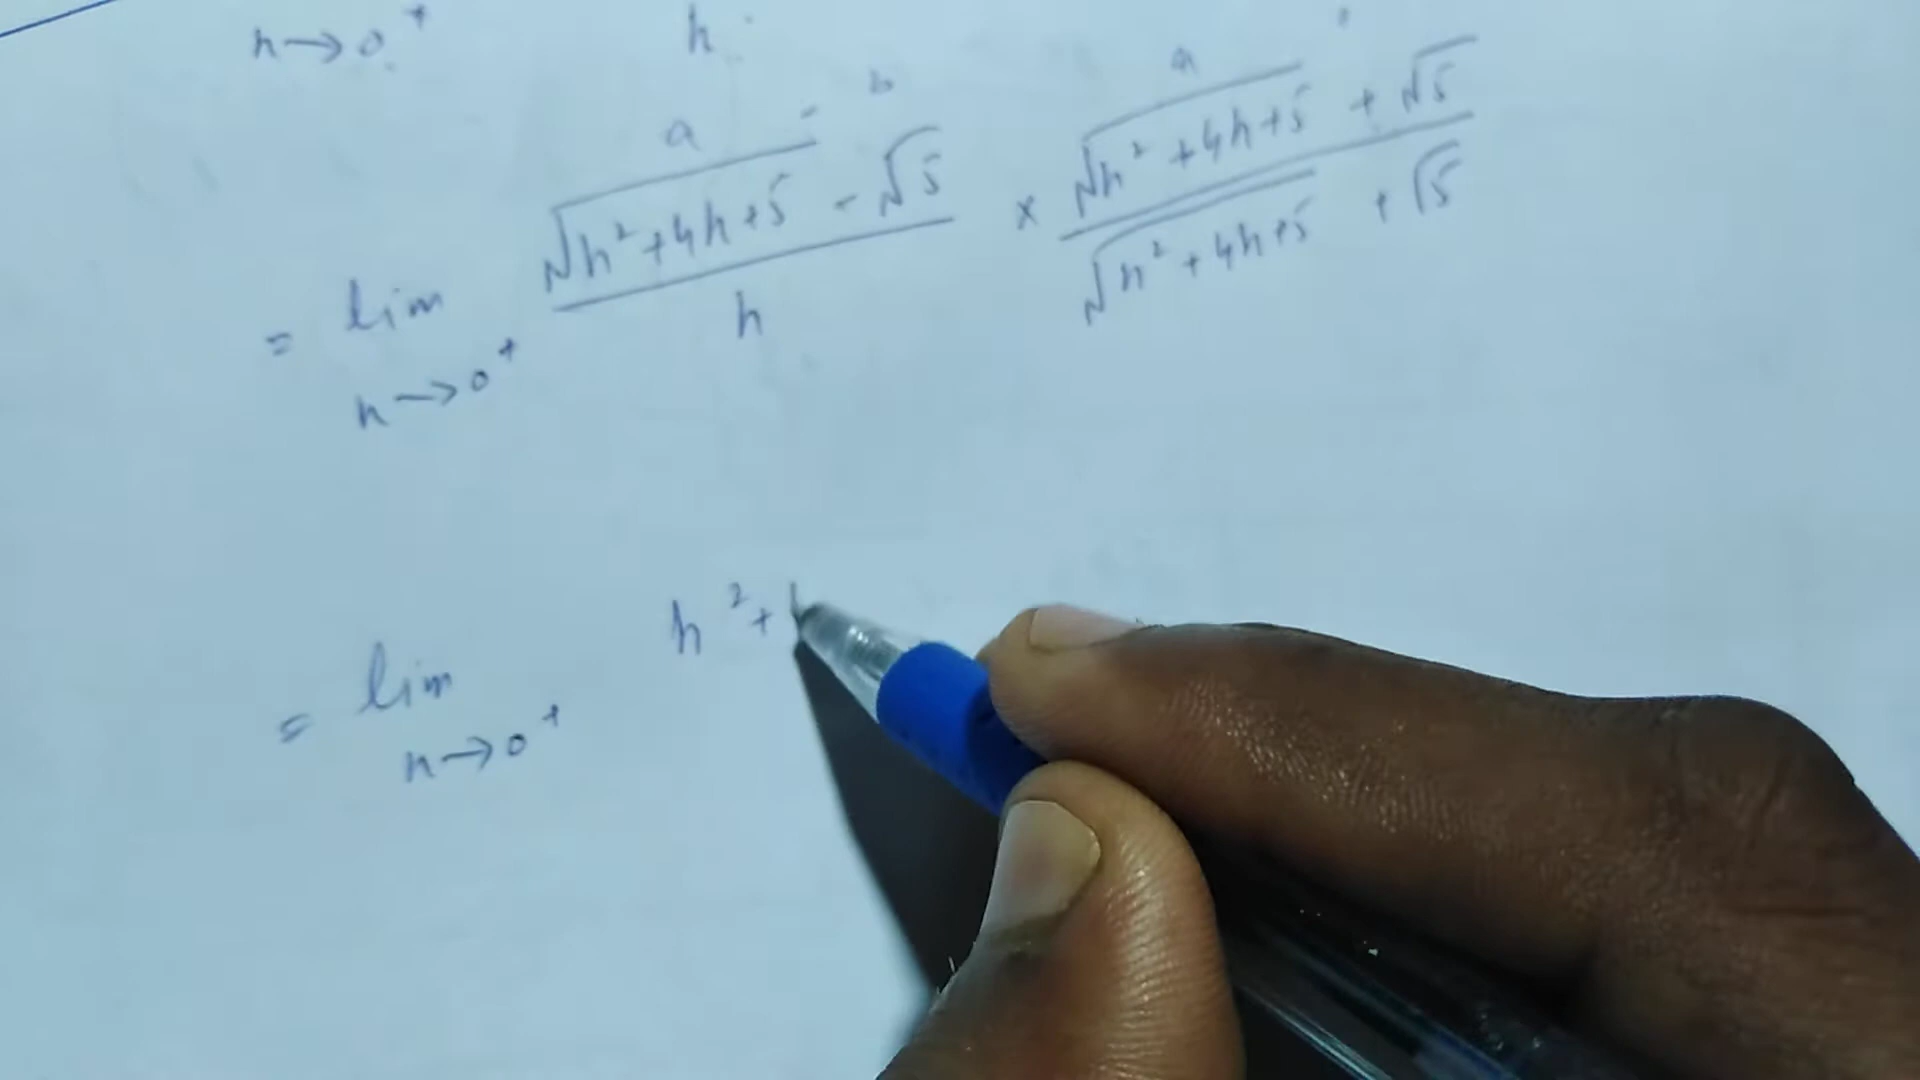 h→0⁺ h
a - b a
= lim h→0⁺ (√(h²+4h+5) - √5)/h × (√(h²+4h+5) + √5)/(√(h²+4h+5) + √5)
= lim h→0⁺ h²+